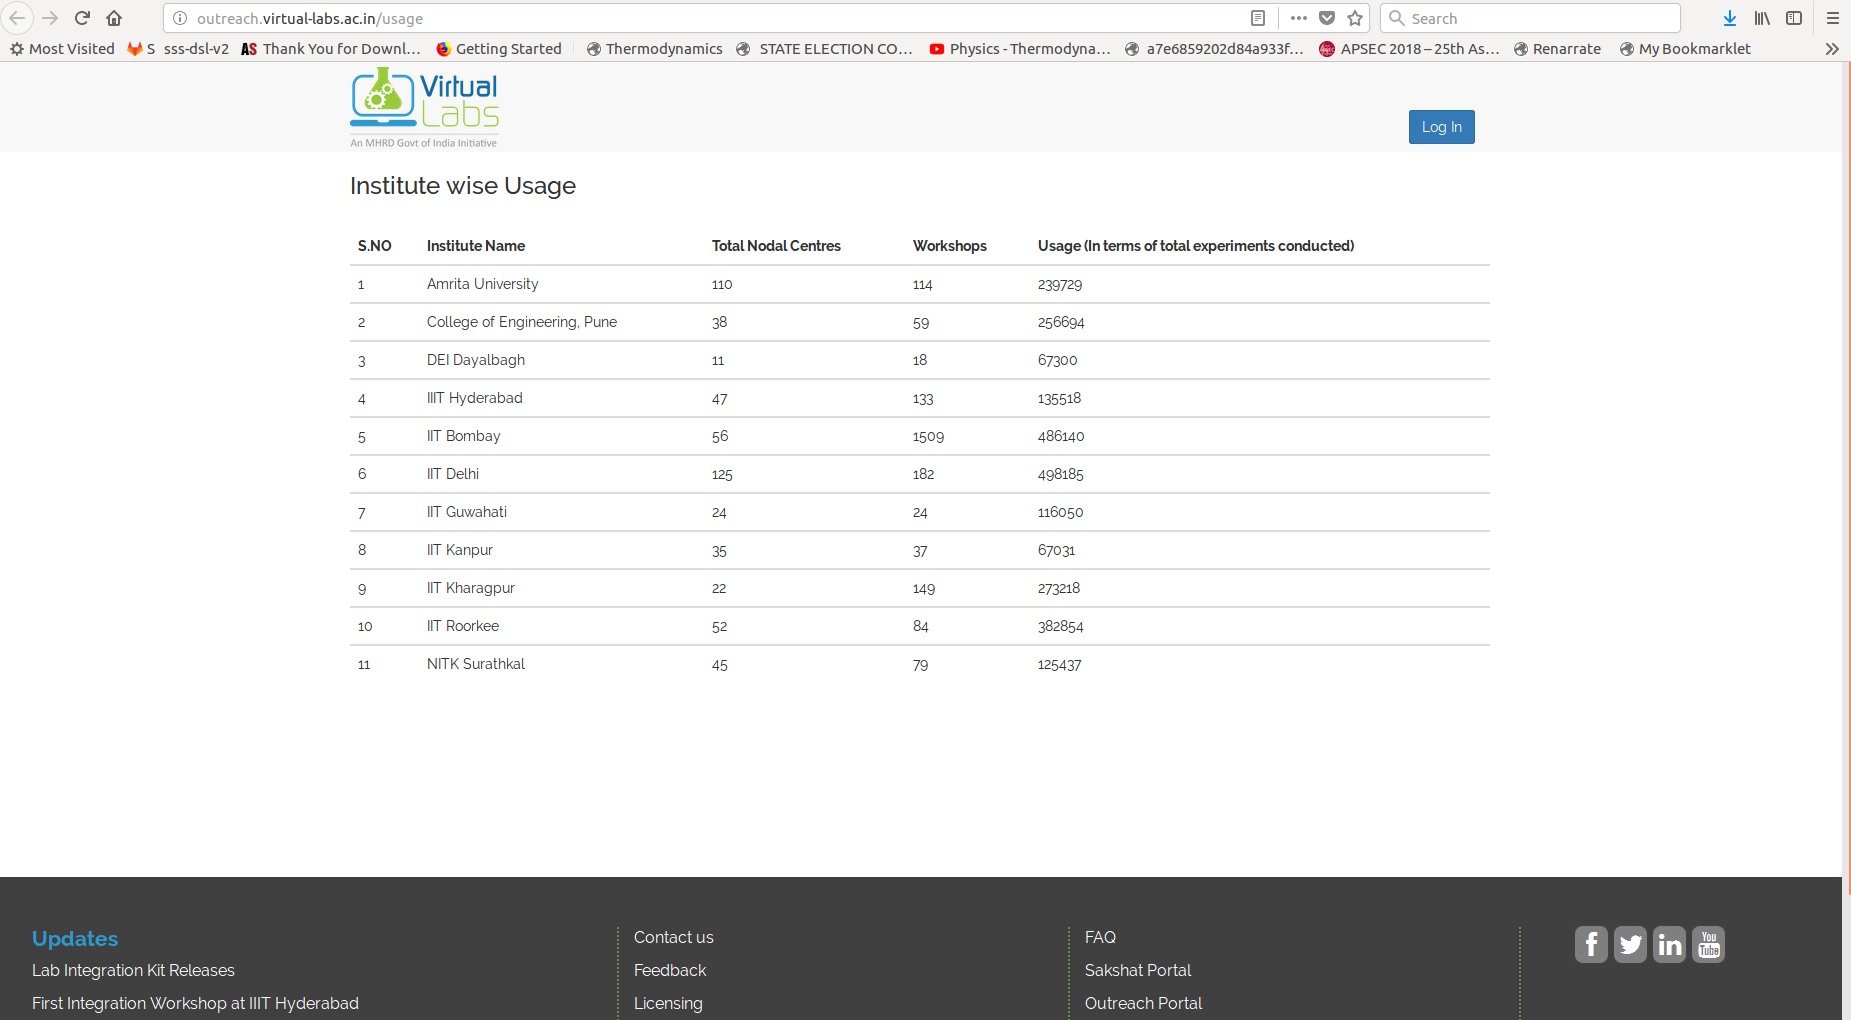 outreach.virtual-labs.ac.in/usage
Search
Most Visited S sss-dsl-v2 AS Thank You for Downl... Getting Started Thermodynamics STATE ELECTION CO... Physics - Thermodyna... a7e6859202d84a933f... APSEC 2018 – 25th As... Renarrate My Bookmarklet
Virtual
Labs
An MHRD Govt of India Initiative
Log In
Institute wise Usage
S.NO Institute Name Total Nodal Centres Workshops Usage (In terms of total experiments conducted)
1 Amrita University 110 114 239729
2 College of Engineering, Pune 38 59 256694
3 DEI Dayalbagh 11 18 67300
4 IIIT Hyderabad 47 133 135518
5 IIT Bombay 56 1509 486140
6 IIT Delhi 125 182 498185
7 IIT Guwahati 24 24 116050
8 IIT Kanpur 35 37 67031
9 IIT Kharagpur 22 149 273218
10 IIT Roorkee 52 84 382854
11 NITK Surathkal 45 79 125437
Updates
Lab Integration Kit Releases
First Integration Workshop at IIIT Hyderabad
Contact us
Feedback
Licensing
FAQ
Sakshat Portal
Outreach Portal
You
Tube